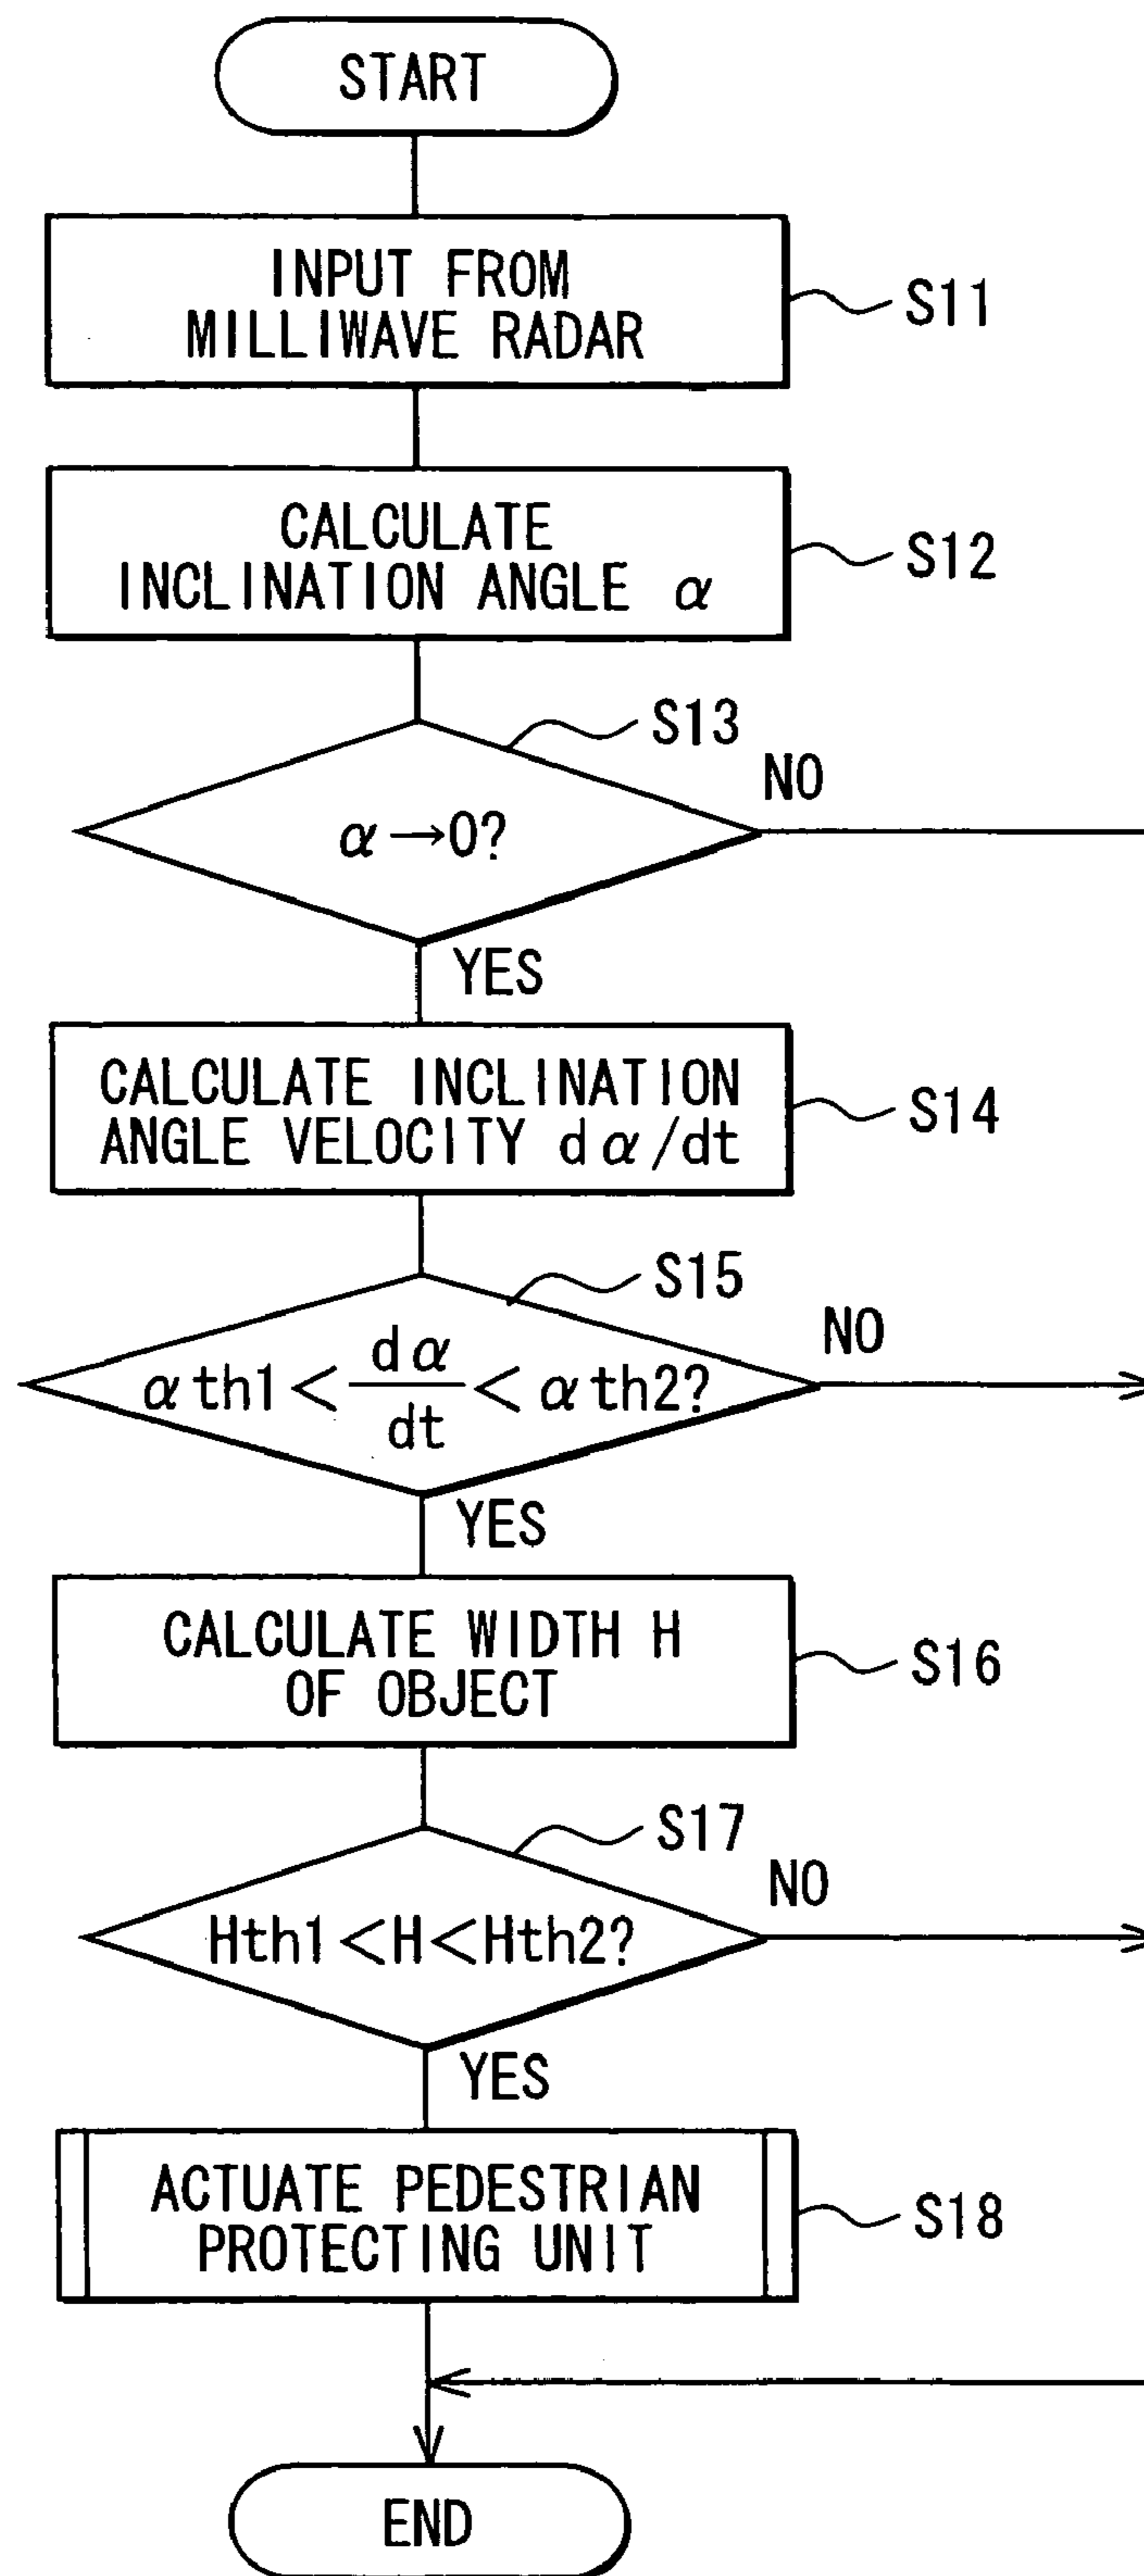 START
INPUT FROM
MILLIWAVE RADAR
S11
CALCULATE
INCLINATION ANGLE α
S12
S13
α→0?
NO
YES
CALCULATE INCLINATION
ANGLE VELOCITY dα/dt
S14
S15
αth1 < dα/dt < αth2?
NO
YES
CALCULATE WIDTH H
OF OBJECT
S16
S17
Hth1<H<Hth2?
NO
YES
ACTUATE PEDESTRIAN
PROTECTING UNIT
S18
END